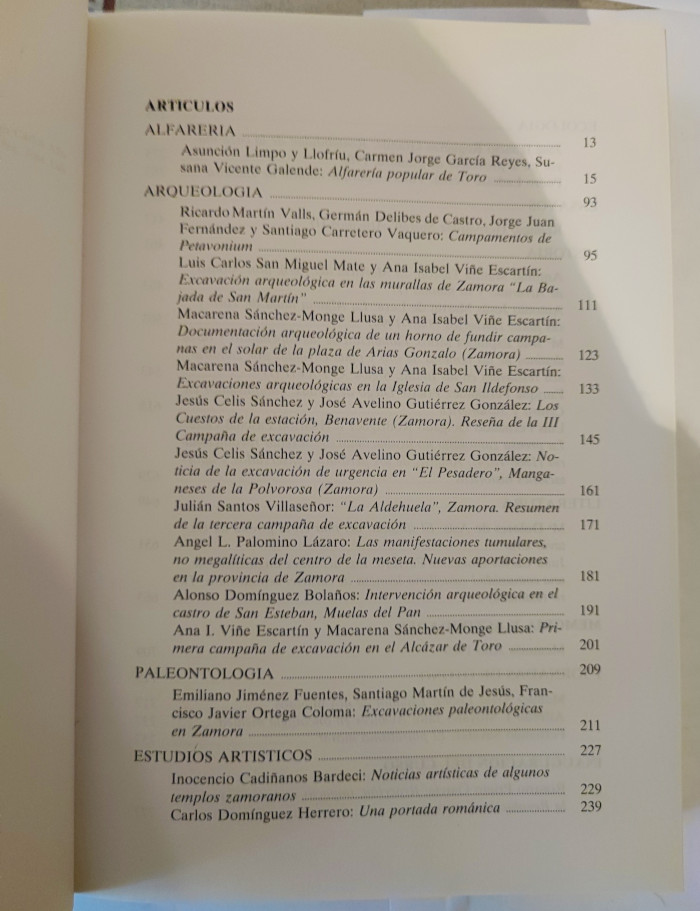 ARTICULOS
ALFARERIA ........ 13
Asunción Limpo y Llofríu, Carmen Jorge García Reyes, Su-
sana Vicente Galende: Alfarería popular de Toro ........ 15
ARQUEOLOGIA ........ 93
Ricardo Martín Valls, Germán Delibes de Castro, Jorge Juan
Fernández y Santiago Carretero Vaquero: Campamentos de
Petavonium ........ 95
Luis Carlos San Miguel Mate y Ana Isabel Viñe Escartín:
Excavación arqueológica en las murallas de Zamora “La Ba-
jada de San Martín” ........ 111
Macarena Sánchez-Monge Llusa y Ana Isabel Viñe Escartín:
Documentación arqueológica de un horno de fundir campa-
nas en el solar de la plaza de Arias Gonzalo (Zamora) ........ 123
Macarena Sánchez-Monge Llusa y Ana Isabel Viñe Escartín:
Excavaciones arqueológicas en la Iglesia de San Ildefonso ........ 133
Jesús Celis Sánchez y José Avelino Gutiérrez González: Los
Cuestos de la estación, Benavente (Zamora). Reseña de la III
Campaña de excavación ........ 145
Jesús Celis Sánchez y José Avelino Gutiérrez González: No-
ticia de la excavación de urgencia en “El Pesadero”, Manga-
neses de la Polvorosa (Zamora) ........ 161
Julián Santos Villaseñor: “La Aldehuela”, Zamora. Resumen
de la tercera campaña de excavación ........ 171
Angel L. Palomino Lázaro: Las manifestaciones tumulares,
no megalíticas del centro de la meseta. Nuevas aportaciones
en la provincia de Zamora ........ 181
Alonso Domínguez Bolaños: Intervención arqueológica en el
castro de San Esteban, Muelas del Pan ........ 191
Ana I. Viñe Escartín y Macarena Sánchez-Monge Llusa: Pri-
mera campaña de excavación en el Alcázar de Toro ........ 201
PALEONTOLOGIA ........ 209
Emiliano Jiménez Fuentes, Santiago Martín de Jesús, Fran-
cisco Javier Ortega Coloma: Excavaciones paleontológicas
en Zamora ........ 211
ESTUDIOS ARTISTICOS ........ 227
Inocencio Cadiñanos Bardeci: Noticias artísticas de algunos
templos zamoranos ........ 229
Carlos Domínguez Herrero: Una portada románica ........ 239